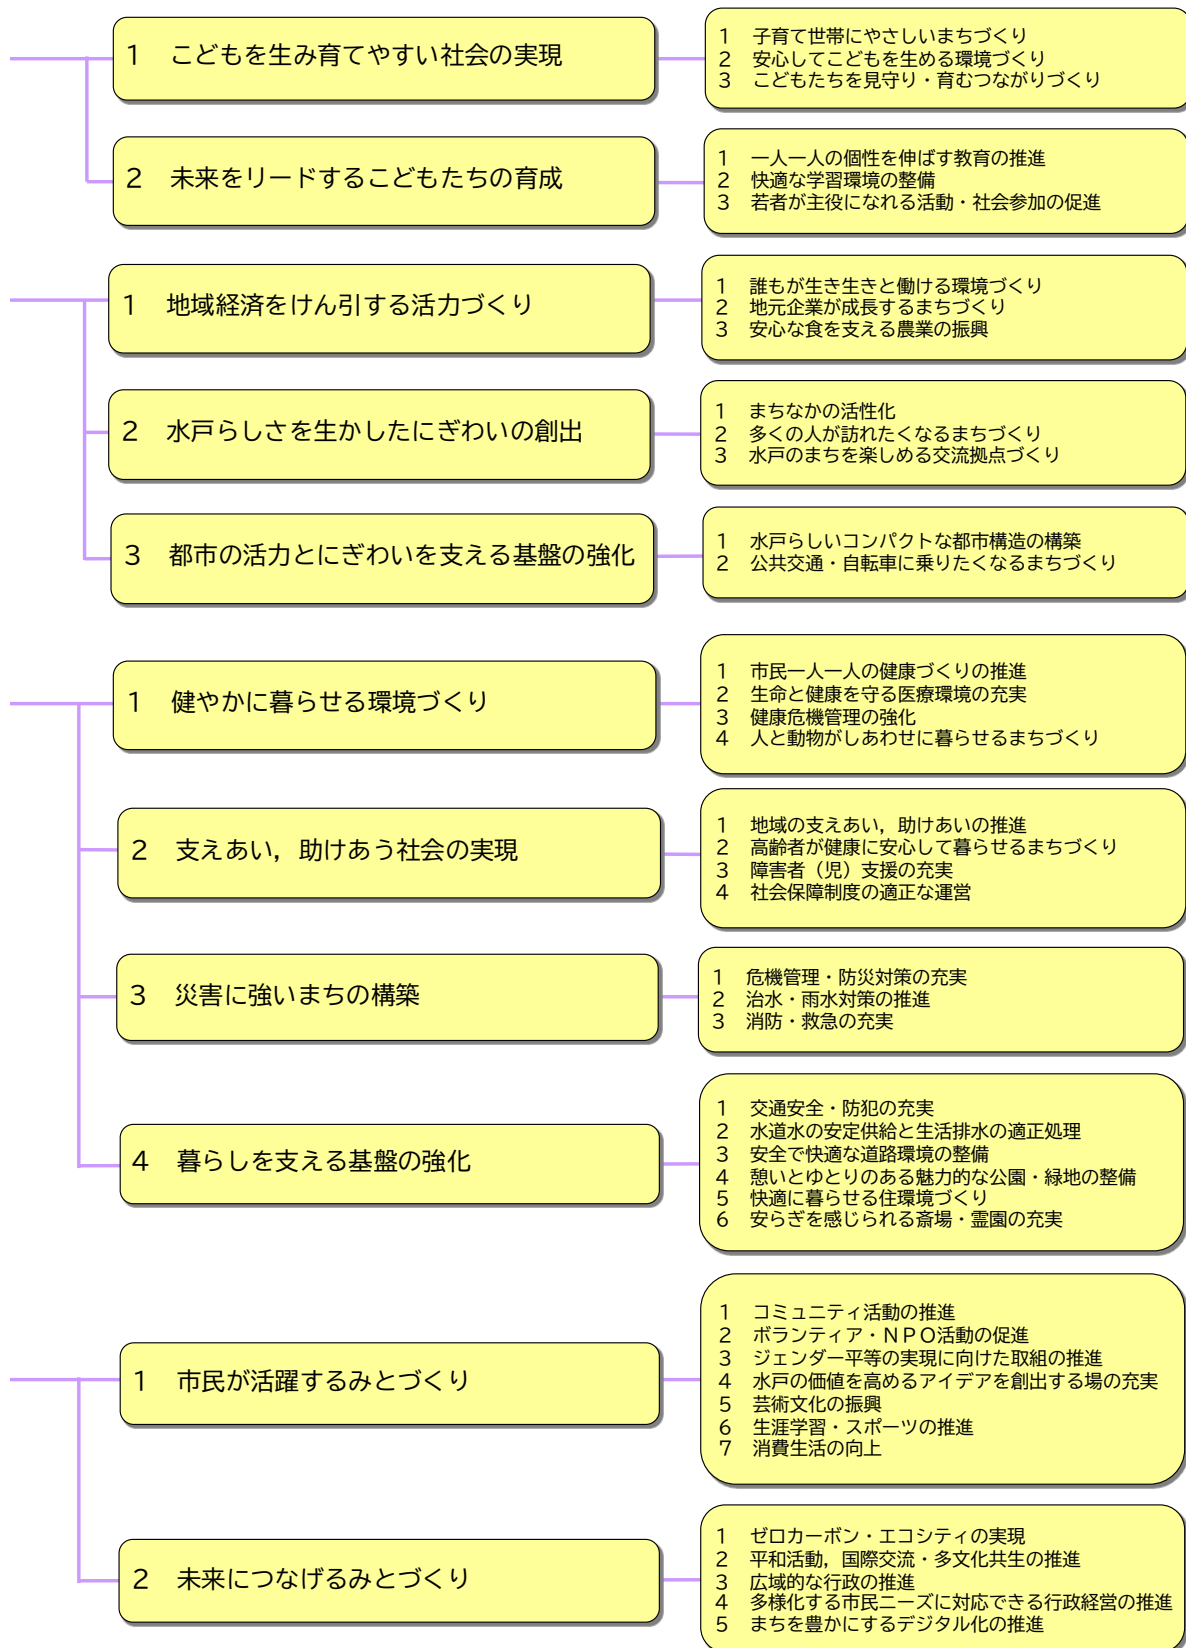 1　こどもを生み育てやすい社会の実現
1　子育て世帯にやさしいまちづくり
2　安心してこどもを生める環境づくり
3　こどもたちを見守り・育むつながりづくり
2　未来をリードするこどもたちの育成
1　一人一人の個性を伸ばす教育の推進
2　快適な学習環境の整備
3　若者が主役になれる活動・社会参加の促進
1　地域経済をけん引する活力づくり
1　誰もが生き生きと働ける環境づくり
2　地元企業が成長するまちづくり
3　安心な食を支える農業の振興
2　水戸らしさを生かしたにぎわいの創出
1　まちなかの活性化
2　多くの人が訪れたくなるまちづくり
3　水戸のまちを楽しめる交流拠点づくり
3　都市の活力とにぎわいを支える基盤の強化
1　水戸らしいコンパクトな都市構造の構築
2　公共交通・自転車に乗りたくなるまちづくり
1　健やかに暮らせる環境づくり
1　市民一人一人の健康づくりの推進
2　生命と健康を守る医療環境の充実
3　健康危機管理の強化
4　人と動物がしあわせに暮らせるまちづくり
2　支えあい，助けあう社会の実現
1　地域の支えあい，助けあいの推進
2　高齢者が健康に安心して暮らせるまちづくり
3　障害者（児）支援の充実
4　社会保障制度の適正な運営
3　災害に強いまちの構築
1　危機管理・防災対策の充実
2　治水・雨水対策の推進
3　消防・救急の充実
4　暮らしを支える基盤の強化
1　交通安全・防犯の充実
2　水道水の安定供給と生活排水の適正処理
3　安全で快適な道路環境の整備
4　憩いとゆとりのある魅力的な公園・緑地の整備
5　快適に暮らせる住環境づくり
6　安らぎを感じられる斎場・霊園の充実
1　市民が活躍するみとづくり
1　コミュニティ活動の推進
2　ボランティア・ＮＰＯ活動の促進
3　ジェンダー平等の実現に向けた取組の推進
4　水戸の価値を高めるアイデアを創出する場の充実
5　芸術文化の振興
6　生涯学習・スポーツの推進
7　消費生活の向上
2　未来につなげるみとづくり
1　ゼロカーボン・エコシティの実現
2　平和活動，国際交流・多文化共生の推進
3　広域的な行政の推進
4　多様化する市民ニーズに対応できる行政経営の推進
5　まちを豊かにするデジタル化の推進